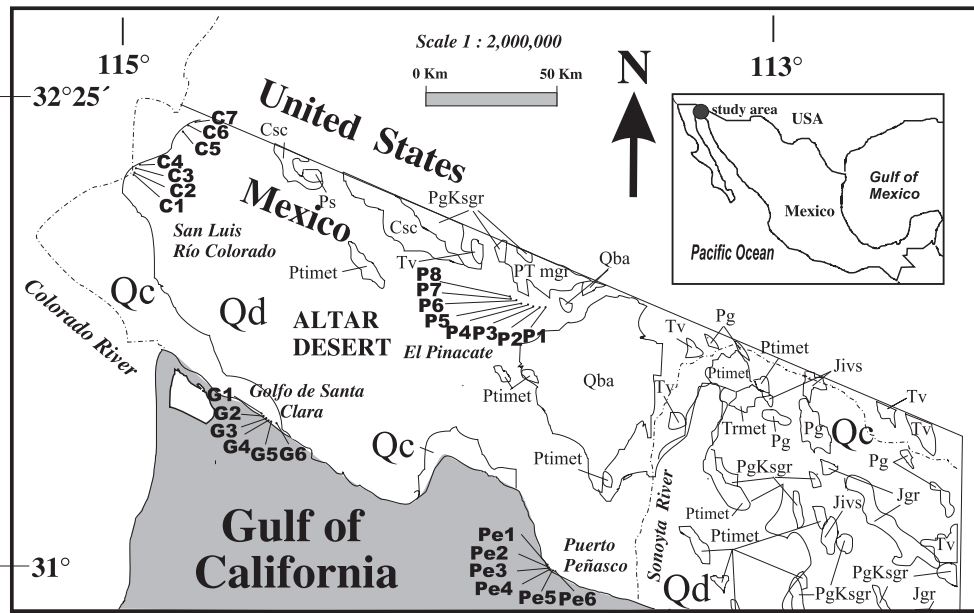 115°
Scale 1 : 2,000,000
0 Km
50 Km
N
113°
32°25´
study area
USA
Gulf of
Mexico
Mexico
Pacific Ocean
United States
Mexico
C7
C6
C5
C4
C3
C2
C1
Csc
Ps
PgKsgr
Csc
San Luis
Río Colorado
Ptimet
Tv
PT mgr
Qba
P8
P7
P6
P5
P4
P3
P2
P1
Qc
Qd
ALTAR
DESERT
El Pinacate
Colorado River
Tv
Pg
Ptimet
Jivs
Ptimet
Qba
Ptimet
Tv
Tv
Trmet
Pg
Pg
Qc
Tv
Pg
G1
G2
G3
G4
G5
G6
Golfo de Santa
Clara
Qc
Ptimet
PgKsgr
Jgr
Jivs
Ptimet
Ptimet
Sonoyta River
Tv
Gulf of
California
Pe1
Pe2
Pe3
Pe4
Pe5
Pe6
Puerto
Peñasco
31°
Qd
PgKsgr
PgKsgr
Jgr